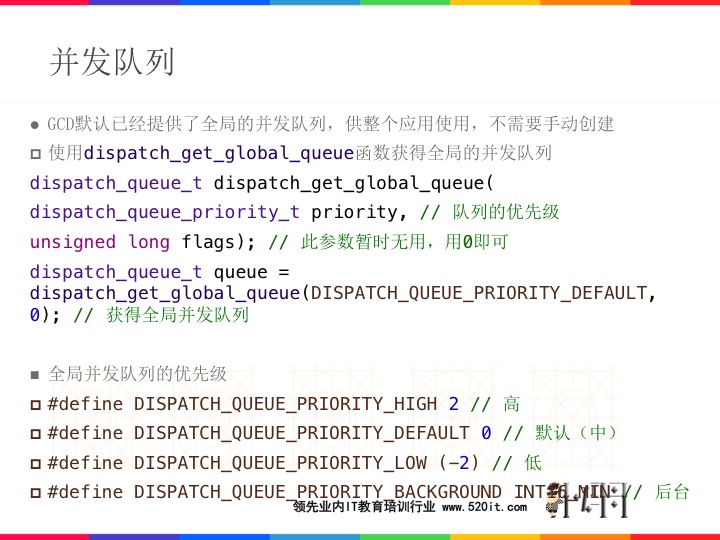 并发队列
GCD默认已经提供了全局的并发队列，供整个应用使用，不需要手动创建
使用dispatch_get_global_queue函数获得全局的并发队列
dispatch_queue_t dispatch_get_global_queue(
dispatch_queue_priority_t priority, // 队列的优先级
unsigned long flags); // 此参数暂时无用，用0即可
dispatch_queue_t queue =
dispatch_get_global_queue(DISPATCH_QUEUE_PRIORITY_DEFAULT,
0); // 获得全局并发队列
全局并发队列的优先级
#define DISPATCH_QUEUE_PRIORITY_HIGH 2 // 高
#define DISPATCH_QUEUE_PRIORITY_DEFAULT 0 // 默认（中）
#define DISPATCH_QUEUE_PRIORITY_LOW (-2) // 低
#define DISPATCH_QUEUE_PRIORITY_BACKGROUND INT16_MIN // 后台
领先业内IT教育培训行业 www.520it.com